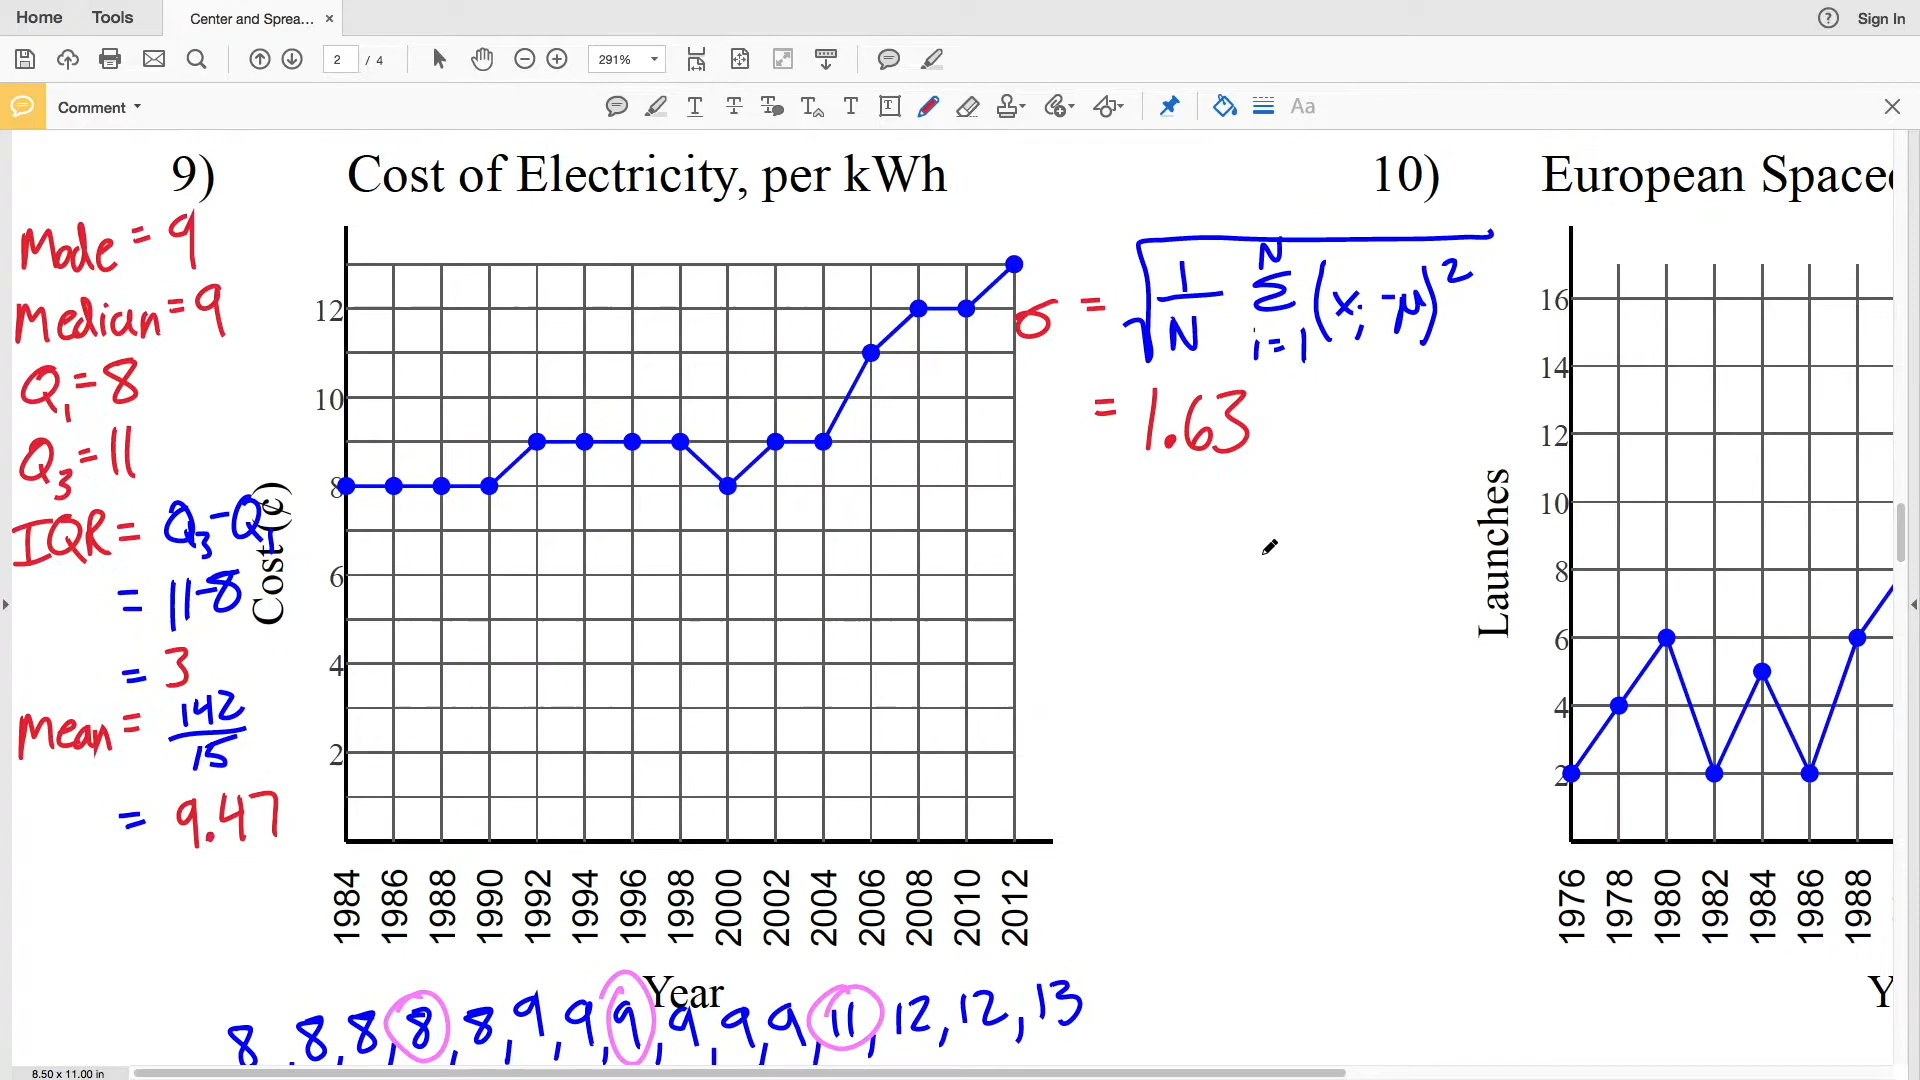 Home Tools Center and Sprea... × Sign In
2 / 4 291%
Comment Aa
9) Cost of Electricity, per kWh 10) European Space
Mode = 9
Median = 9
Q₁ = 8
Q₃ = 11
IQR = Q₃ - Q₁
= 11 - 8
= 3
Mean = 142/15
= 9.47
Cost (¢)
12
10
8
6
4
2
1984 1986 1988 1990 1992 1994 1996 1998 2000 2002 2004 2006 2008 2010 2012
Year
8, 8, 8, 8, 8, 9, 9, 9, 9, 9, 9, 11, 12, 12, 13
σ = √(1/N Σ i=1 N (xi - μ)²)
= 1.63
Launches
16
14
12
10
8
6
4
2
1976 1978 1980 1982 1984 1986 1988
Y
8.50 x 11.00 in